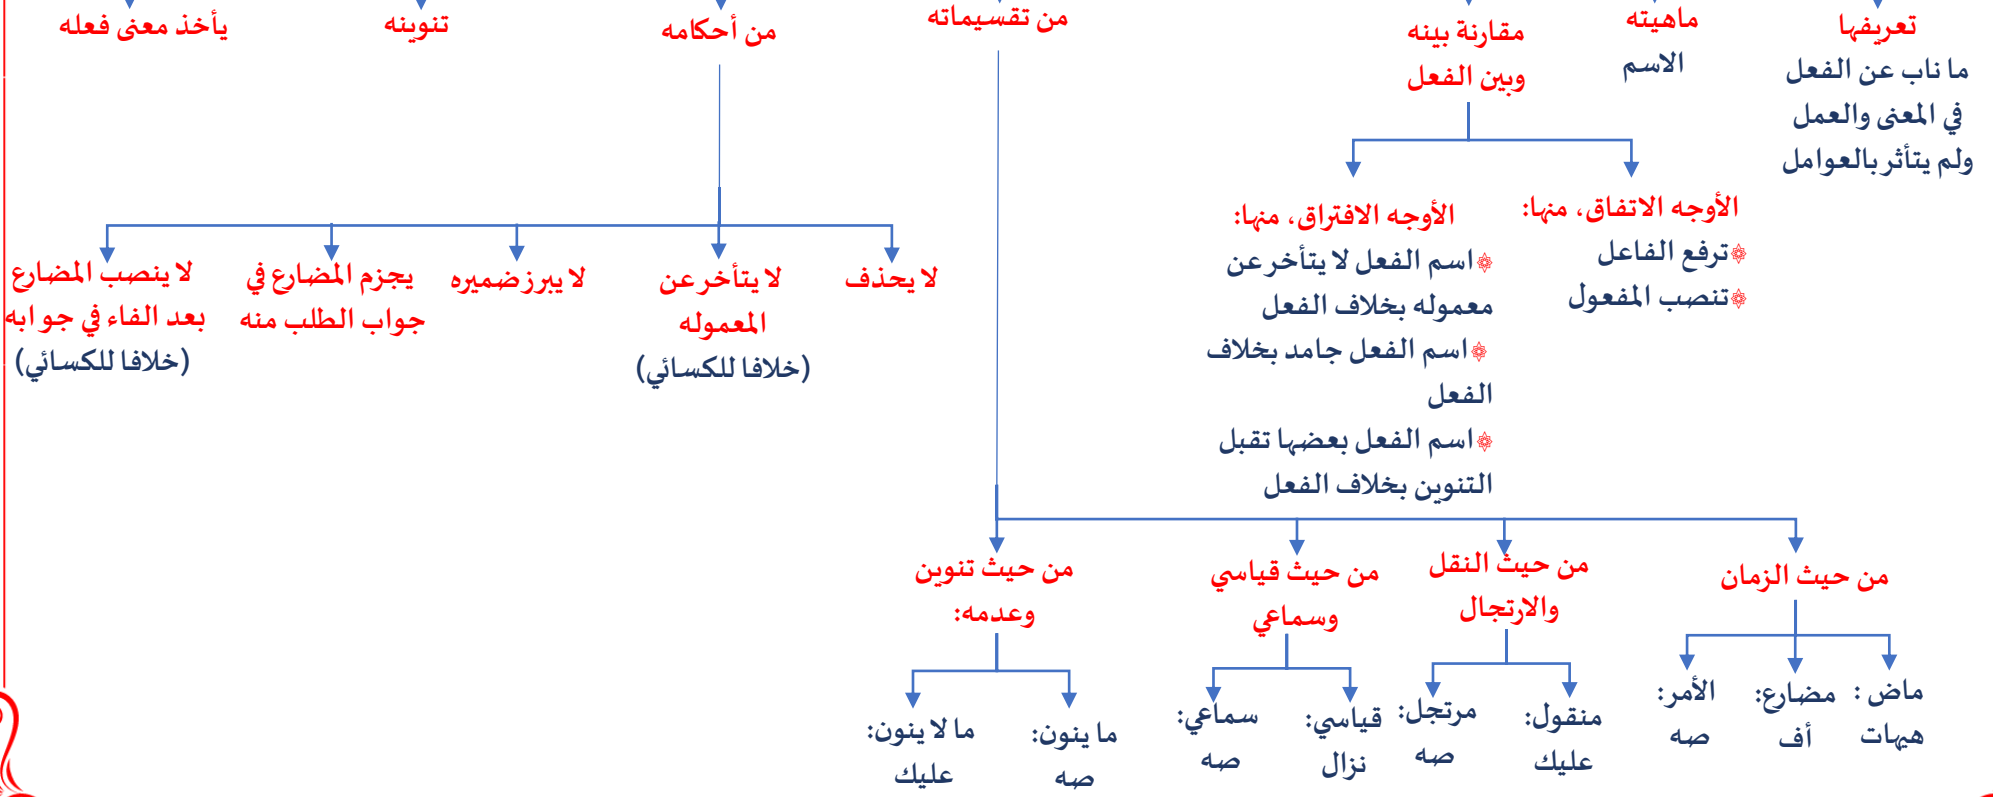 تعريفها
ما ناب عن الفعل
في المعنى والعمل
ولم يتأثر بالعوامل
ماهيته
الاسم
مقارنة بينه
وبين الفعل
الأوجه الاتفاق، منها:
ترفع الفاعل
تنصب المفعول
الأوجه الافتراق، منها:
اسم الفعل لا يتأخر عن
معموله بخلاف الفعل
اسم الفعل جامد بخلاف
الفعل
اسم الفعل بعضها تقبل
التنوين بخلاف الفعل
من تقسيماته
من حيث الزمان
ماض :
هيهات
مضارع:
أف
الأمر:
صه
من حيث النقل
والارتجال
منقول:
عليك
مرتجل:
صه
من حيث قياسي
وسماعي
قياسي:
نزال
سماعي:
صه
من حيث تنوين
وعدمه:
ما ينون:
صه
ما لا ينون:
عليك
من أحكامه
لا يحذف
لا يتأخر عن
المعموله
(خلافا للكسائي)
لا يبرز ضميره
يجزم المضارع في
جواب الطلب منه
لا ينصب المضارع
بعد الفاء في جوابه
(خلافا للكسائي)
تنوينه
يأخذ معنى فعله